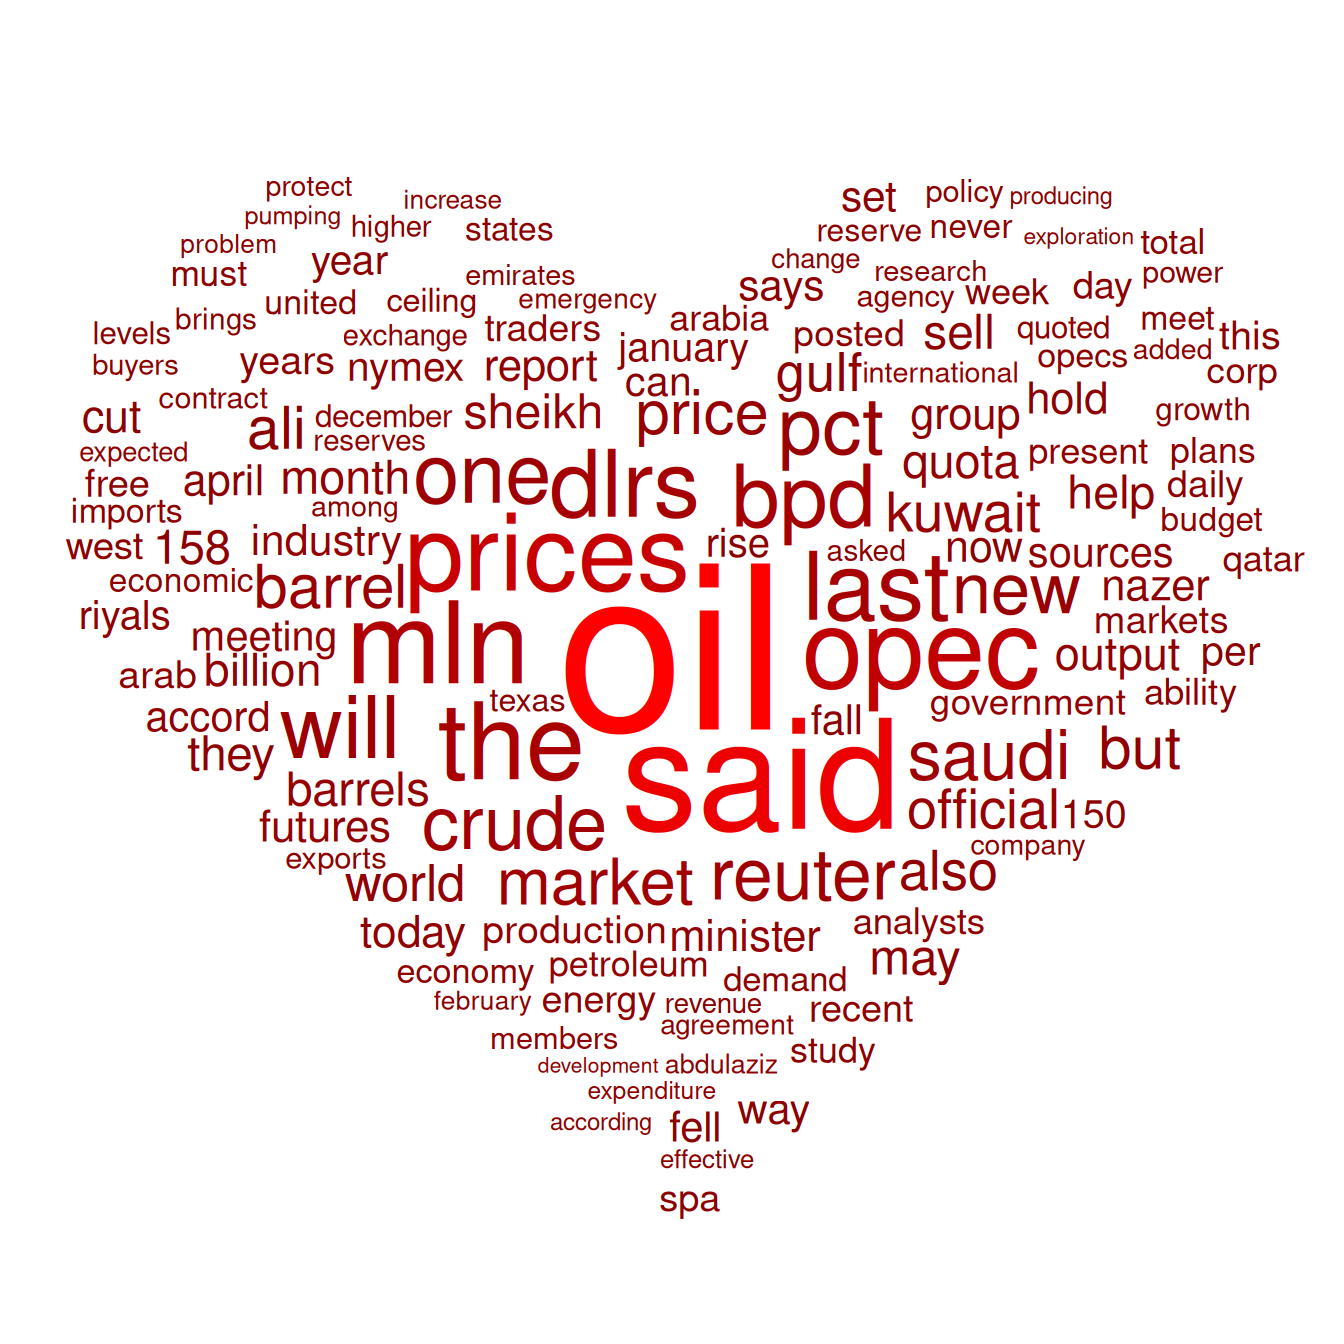 protect increase set policy producing
pumping higher states reserve never exploration total
problem must year emirates says change research agency week day power
united ceiling emergency
levels brings exchange traders arabia posted sell quoted meet this
buyers years nymex report january can gulf international opecs added corp
contract cut ali december reserves sheikh price pct group hold growth
expected free april month one dlrs bpd quota present plans
imports among kuwait help daily budget
west 158 industry prices rise asked now sources qatar
economic barrel last new nazer
riyals meeting mln oil opec output markets per
arab billion texas government ability
accord will the fall
they said saudi but
barrels crude official 150
futures company
exports world market reuter also
today production minister analysts
economy petroleum demand may
february energy revenue recent
members agreement study
development abdulaziz
expenditure way
according fell
effective
spa